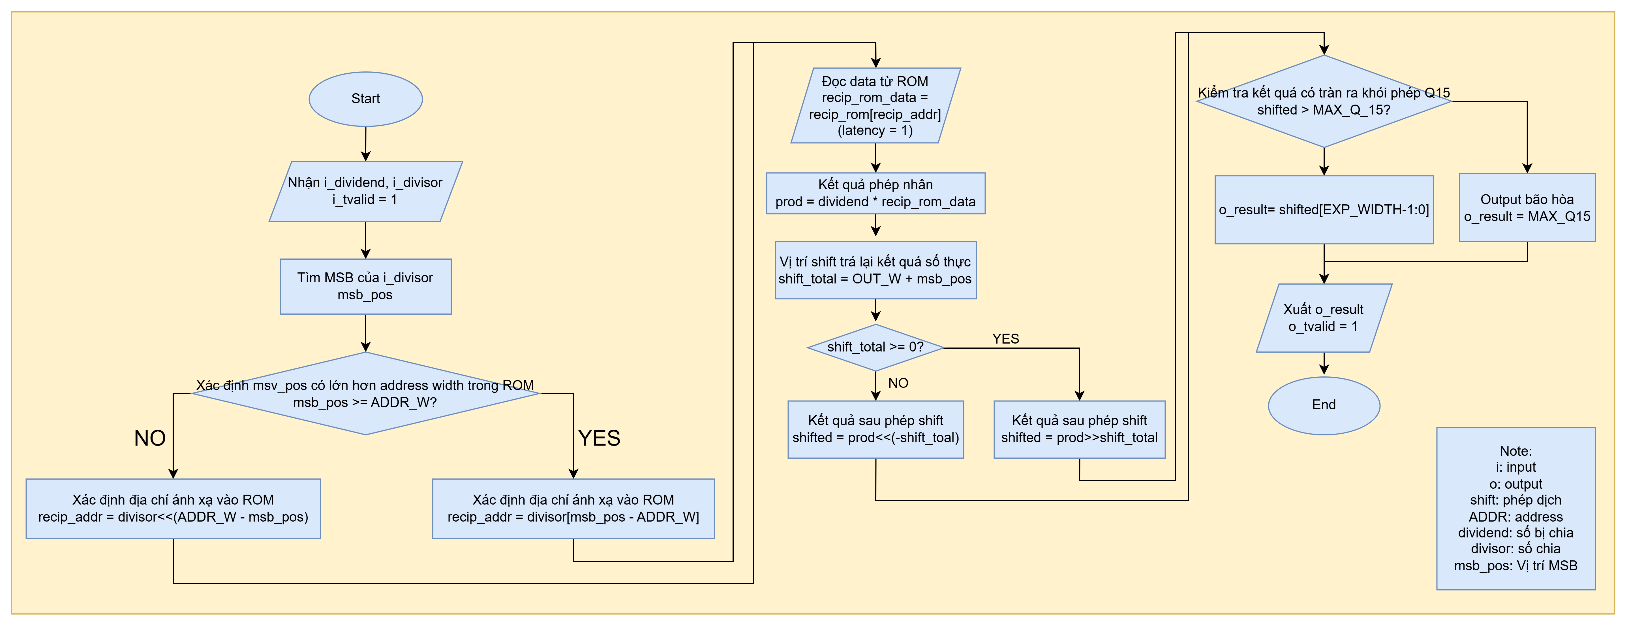 Start
Nhận i_dividend, i_divisor
i_tvalid = 1
Tìm MSB của i_divisor
msb_pos
Xác định msv_pos có lớn hơn address width trong ROM
msb_pos >= ADDR_W?
NO
YES
Xác định địa chỉ ánh xạ vào ROM
recip_addr = divisor<<(ADDR_W - msb_pos)
Xác định địa chỉ ánh xạ vào ROM
recip_addr = divisor[msb_pos - ADDR_W]
Đọc data từ ROM
recip_rom_data =
recip_rom[recip_addr]
(latency = 1)
Kết quả phép nhân
prod = dividend * recip_rom_data
Vị trí shift trả lại kết quả số thực
shift_total = OUT_W + msb_pos
shift_total >= 0?
YES
NO
Kết quả sau phép shift
shifted = prod<<(-shift_toal)
Kết quả sau phép shift
shifted = prod>>shift_total
Kiểm tra kết quả có tràn ra khỏi phép Q15
shifted > MAX_Q_15?
o_result= shifted[EXP_WIDTH-1:0]
Output bão hòa
o_result = MAX_Q15
Xuất o_result
o_tvalid = 1
End
Note:
i: input
o: output
shift: phép dịch
ADDR: address
dividend: số bị chia
divisor: số chia
msb_pos: Vị trí MSB